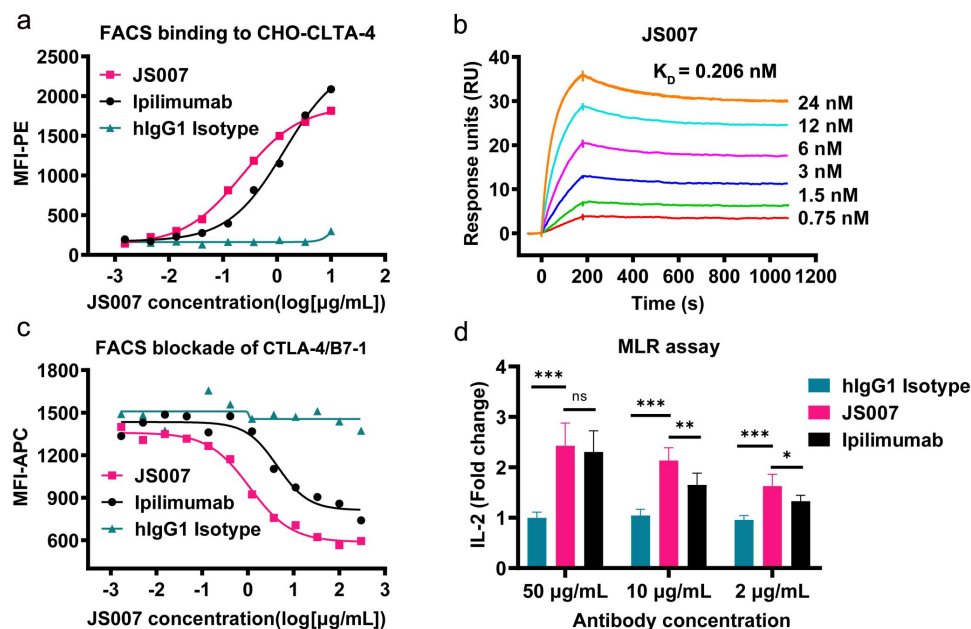 a
FACS binding to CHO-CLTA-4
2500
2000
1500
1000
500
0
MFI-PE
JS007
Ipilimumab
hIgG1 Isotype
-3 -2 -1 0 1 2
JS007 concentration(log[µg/mL])
b
JS007
K_D = 0.206 nM
40
30
20
10
0
Response units (RU)
24 nM
12 nM
6 nM
3 nM
1.5 nM
0.75 nM
0 200 400 600 800 1000 1200
Time (s)
c
FACS blockade of CTLA-4/B7-1
1800
1500
1200
900
600
MFI-APC
JS007
Ipilimumab
hIgG1 Isotype
-3 -2 -1 0 1 2 3
JS007 concentration(log[µg/mL])
d
MLR assay
4
3
2
1
0
IL-2 (Fold change)
*** ns
*** **
*** *
hIgG1 Isotype
JS007
Ipilimumab
50 µg/mL 10 µg/mL 2 µg/mL
Antibody concentration